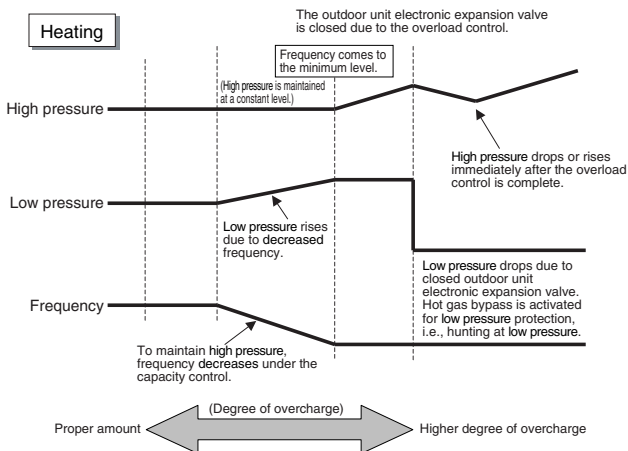 Heating
The outdoor unit electronic expansion valve
is closed due to the overload control.
Frequency comes to
the minimum level.
(High pressure is maintained
at a constant level.)
High pressure
High pressure drops or rises
immediately after the overload
control is complete.
Low pressure
Low pressure rises
due to decreased
frequency.
Low pressure drops due to
closed outdoor unit
electronic expansion valve.
Hot gas bypass is activated
for low pressure protection,
i.e., hunting at low pressure.
Frequency
To maintain high pressure,
frequency decreases under the
capacity control.
(Degree of overcharge)
Proper amount
Higher degree of overcharge